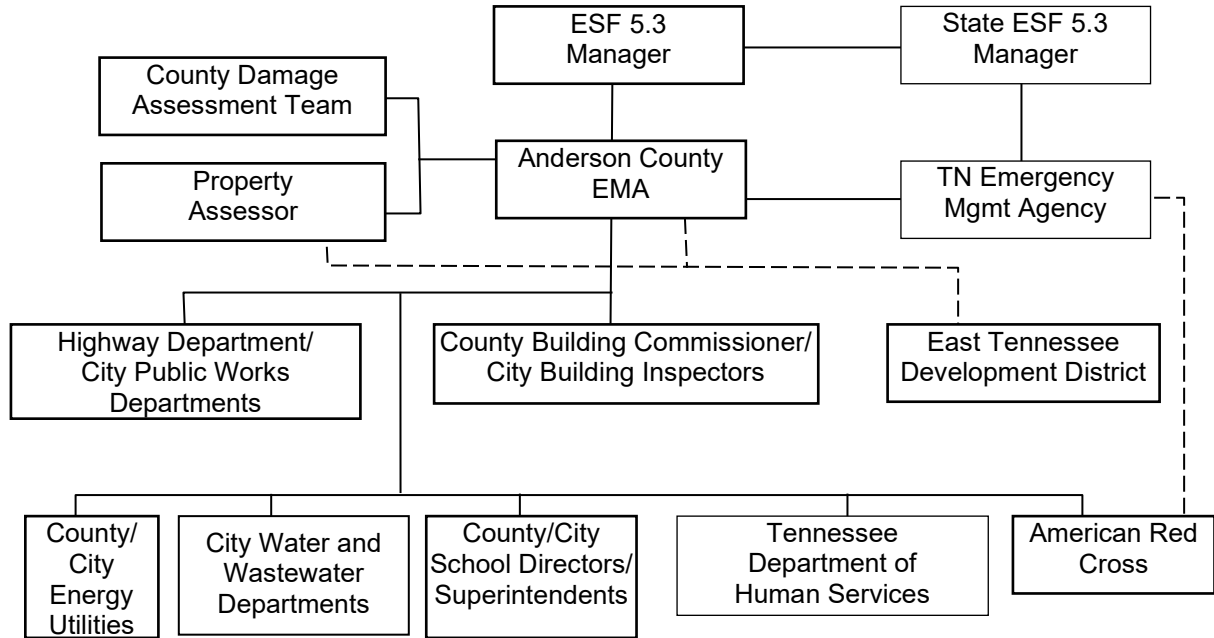 ESF 5.3
Manager
State ESF 5.3
Manager
County Damage
Assessment Team
Anderson County
EMA
TN Emergency
Mgmt Agency
Property
Assessor
Highway Department/
City Public Works
Departments
County Building Commissioner/
City Building Inspectors
East Tennessee
Development District
County/
City
Energy
Utilities
City Water and
Wastewater
Departments
County/City
School Directors/
Superintendents
Tennessee
Department of
Human Services
American Red
Cross